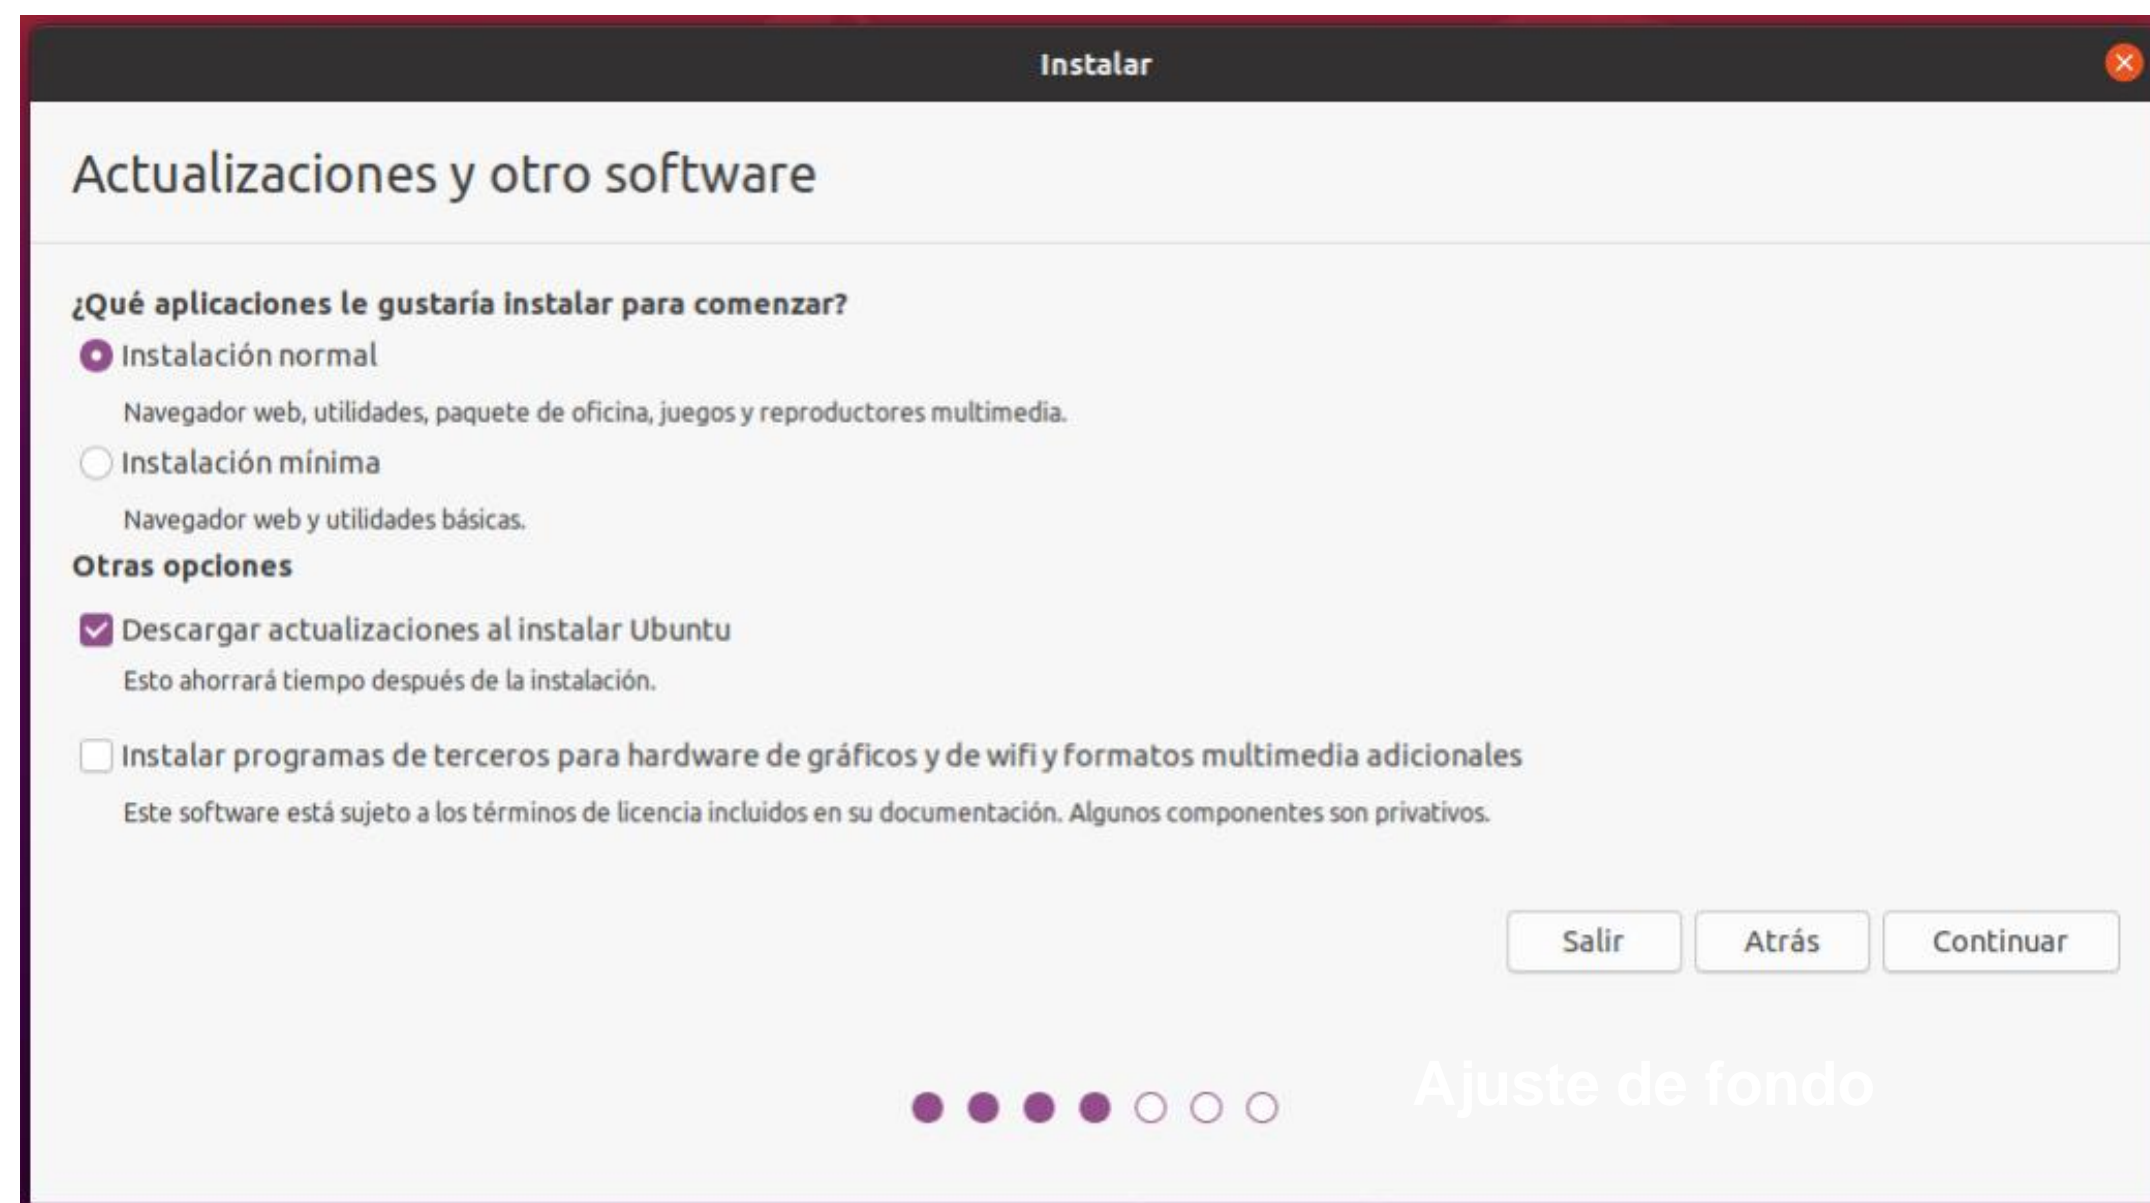 Instalar
Actualizaciones y otro software
¿Qué aplicaciones le gustaría instalar para comenzar?
Instalación normal
Navegador web, utilidades, paquete de oficina, juegos y reproductores multimedia.
Instalación mínima
Navegador web y utilidades básicas.
Otras opciones
Descargar actualizaciones al instalar Ubuntu
Esto ahorrará tiempo después de la instalación.
Instalar programas de terceros para hardware de gráficos y de wifi y formatos multimedia adicionales
Este software está sujeto a los términos de licencia incluidos en su documentación. Algunos componentes son privativos.
Salir Atrás Continuar
Ajuste de fondo